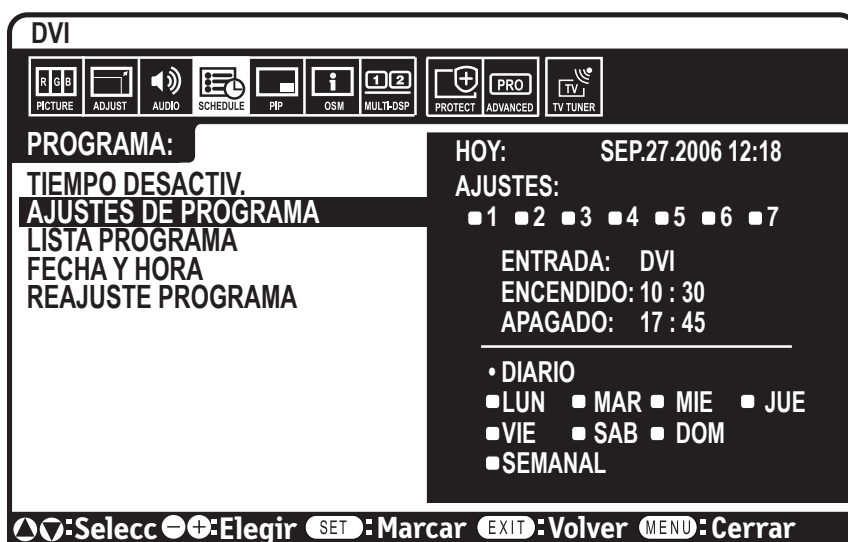 DVI
R G B 1 2 PRO TV
PICTURE ADJUST AUDIO SCHEDULE PIP OSM MULTI-DSP PROTECT ADVANCED TV TUNER
PROGRAMA:
TIEMPO DESACTIV.
AJUSTES DE PROGRAMA
LISTA PROGRAMA
FECHA Y HORA
REAJUSTE PROGRAMA
HOY: SEP.27.2006 12:18
AJUSTES:
1 2 3 4 5 6 7
ENTRADA: DVI
ENCENDIDO: 10 : 30
APAGADO: 17 : 45
• DIARIO
LUN MAR MIE JUE
VIE SAB DOM
SEMANAL
:Selecc :Elegir SET :Marcar EXIT :Volver MENU :Cerrar